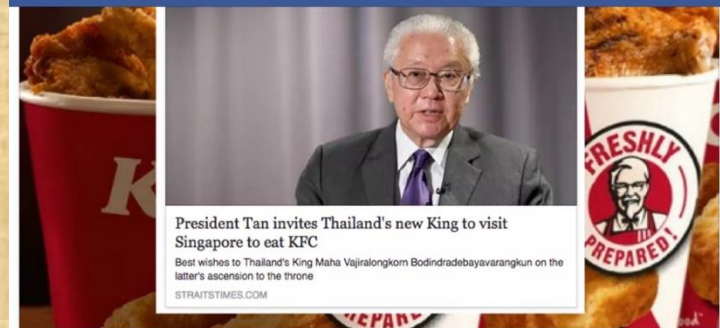 K
President Tan invites Thailand's new King to visit
Singapore to eat KFC
Best wishes to Thailand's King Maha Vajiralongkorn Bodindradebayavarangkun on the
latter's ascension to the throne
STRAITSTIMES.COM
FRESHLY
PREPARED!